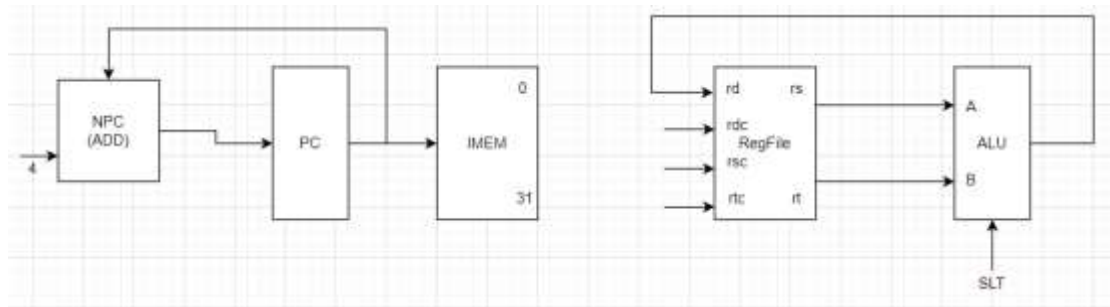 NPC
(ADD)
4
PC
0
IMEM
31
rd
rs
rdc
RegFile
rsc
rtc
rt
A
ALU
B
SLT